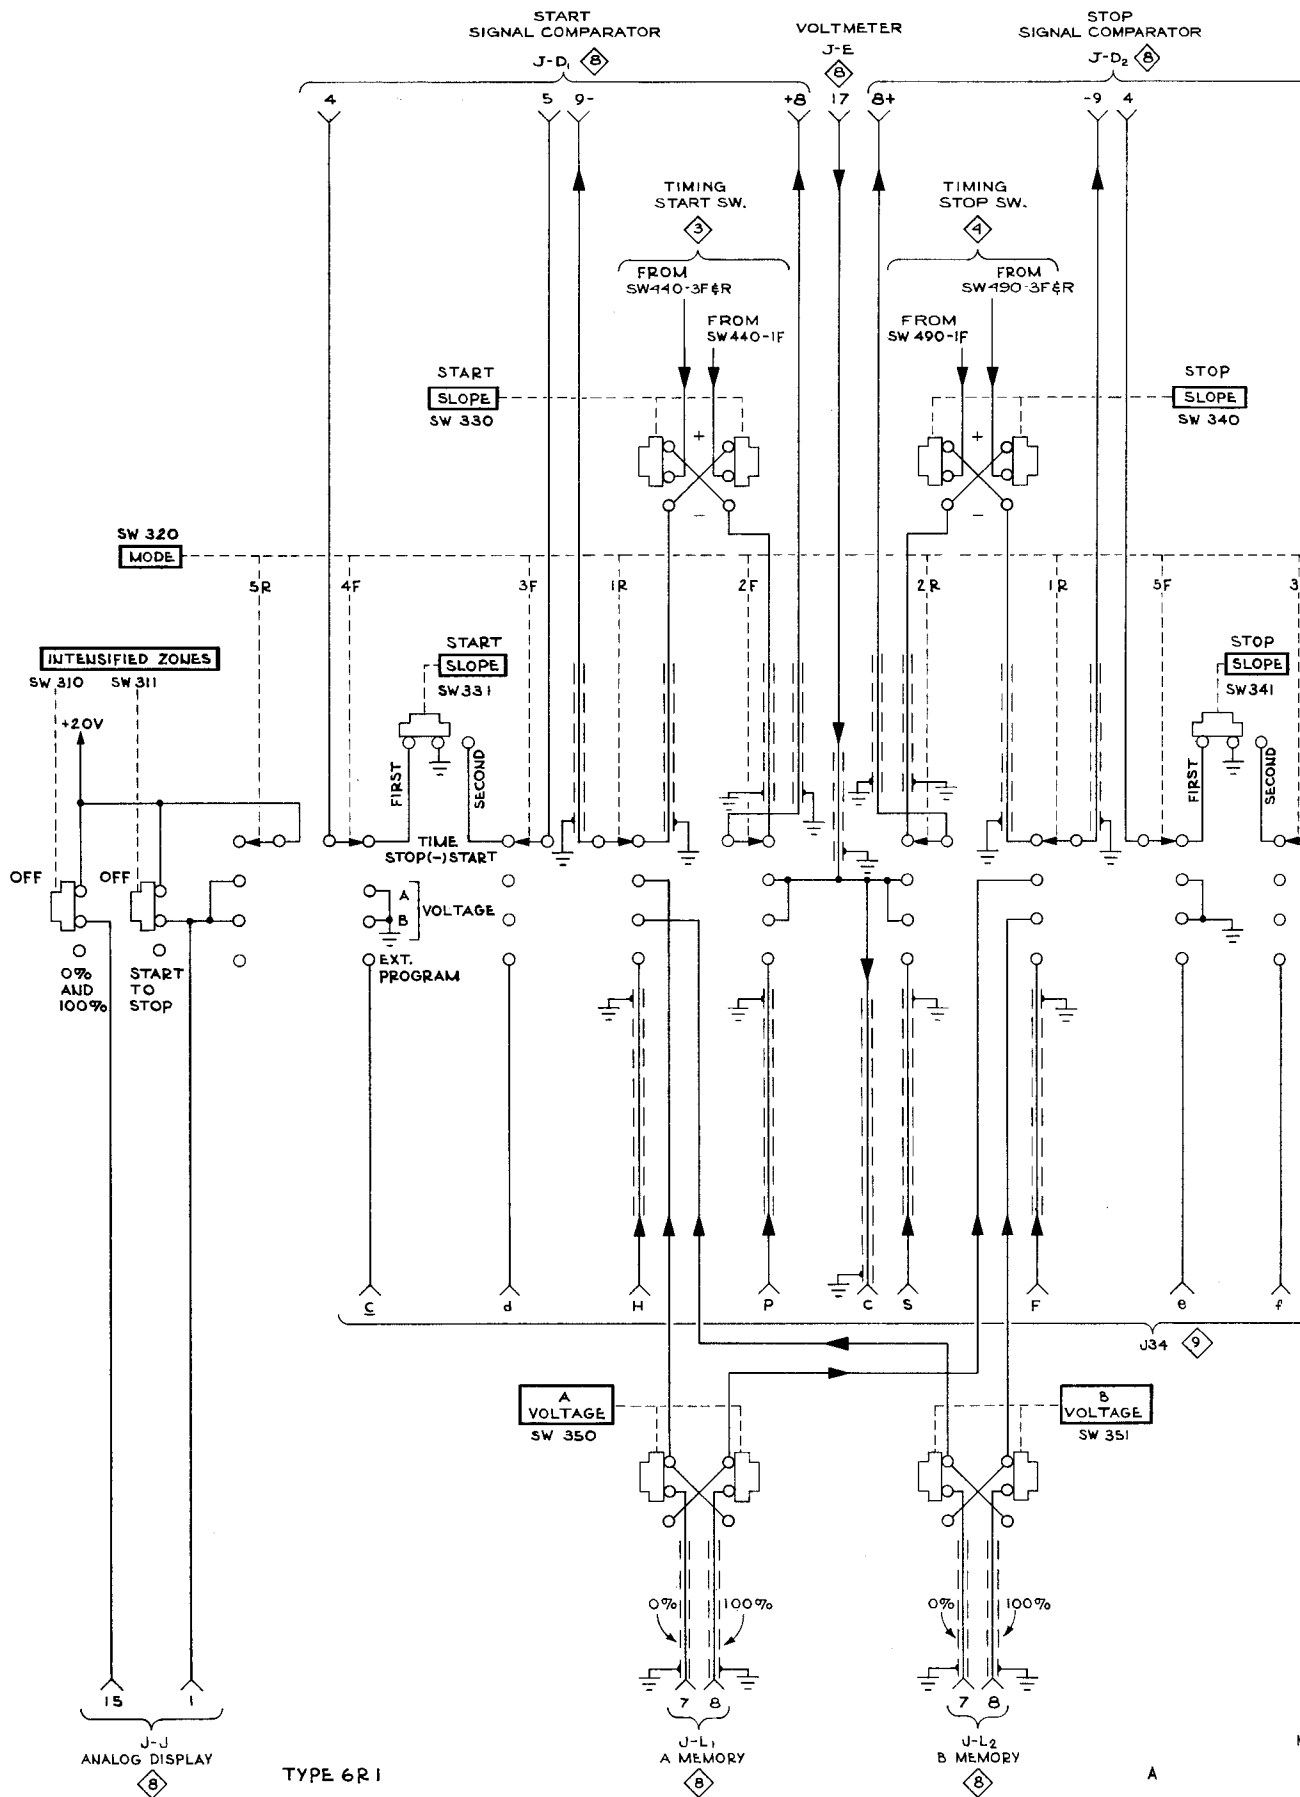 START
SIGNAL COMPARATOR
J-D₁ 8
VOLTMETER
J-E
8
STOP
SIGNAL COMPARATOR
J-D₂ 8
4 5 9- +8 17 8+ -9 4
TIMING
START SW.
3
TIMING
STOP SW.
4
FROM
SW440-3F&R
FROM
SW440-1F
FROM
SW490-3F&R
FROM
SW490-1F
START
SLOPE
SW 330
STOP
SLOPE
SW 340
+ +
- -
SW 320
MODE
5R 4F 3F 1R 2F 2R 1R 5F 3
INTENSIFIED ZONES
SW 310 SW 311
+20V
START
SLOPE
SW331
STOP
SLOPE
SW341
FIRST SECOND
FIRST SECOND
TIME
STOP(-)START
OFF OFF
A
B
VOLTAGE
EXT.
PROGRAM
0%
AND
100%
START
TO
STOP
c d H P C S F e f
J34 9
A
VOLTAGE
SW 350
B
VOLTAGE
SW 351
0% 100%
0% 100%
15 1
7 8
7 8
J-J
ANALOG DISPLAY
8
J-L₁
A MEMORY
8
J-L₂
B MEMORY
8
TYPE 6R1
A